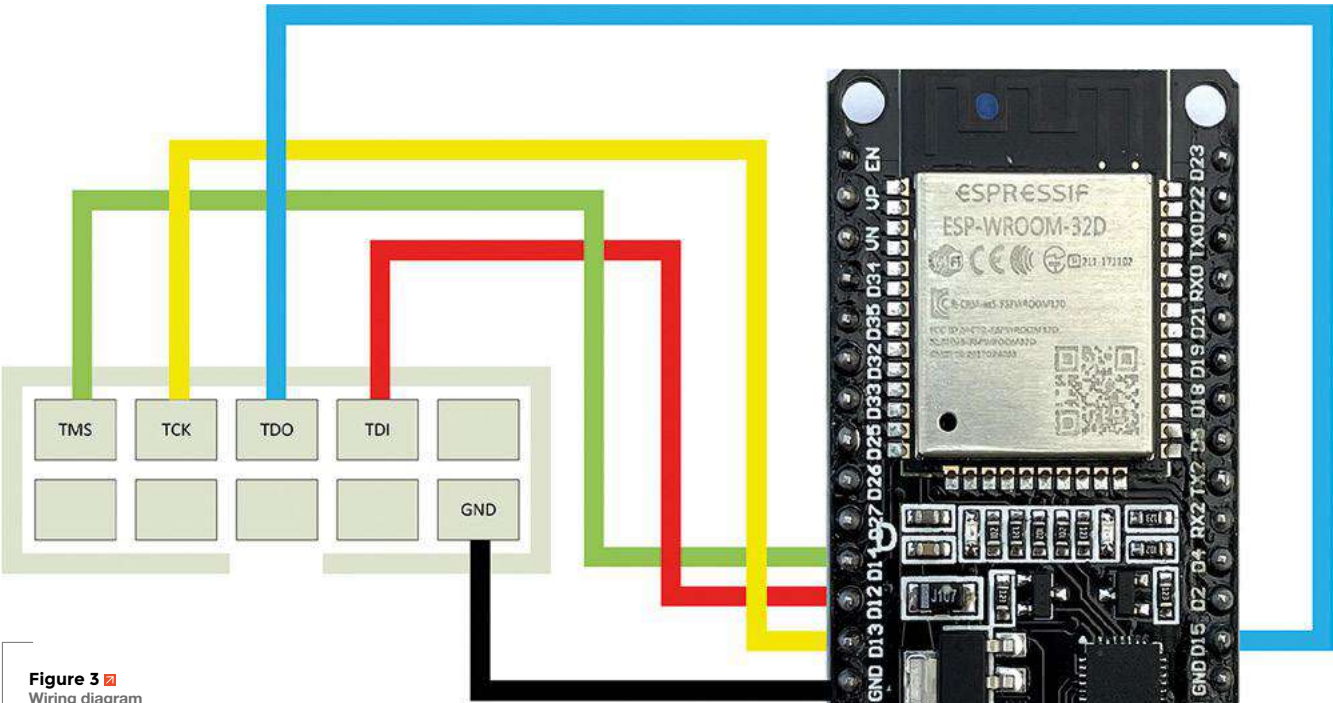 TMS TCK TDO TDI
GND
EN
UP
UN
D34
D35
D32
D33
D25
D26
D27
D14
D12
D13
GND
ESPRESSIF
ESP-WROOM-32D
CE
J107
D23
D22
TX0
RX0
D21
D19
D18
D5
TX2
RX2
D4
D2
D15
GND
Figure 3
Wiring diagram